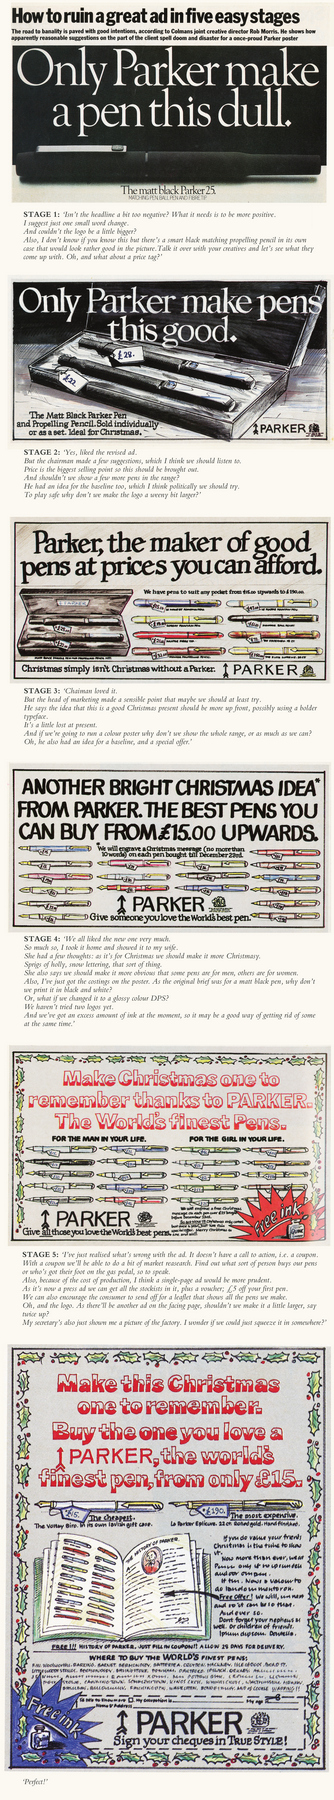 How to ruin a great ad in five easy stages
The road to banality is paved with good intentions, according to Colmans joint creative director Rob Morris. He shows how
apparently reasonable suggestions on the part of the client spell doom and disaster for a once-proud Parker poster
Only Parker make
a pen this dull.
The matt black Parker 25.
MATCHING PEN, BALL PEN AND FIBRE TIP.
STAGE 1: 'Isn't the headline a bit too negative? What it needs is to be more positive.
I suggest just one small word change.
And couldn't the logo be a little bigger?
Also, I don't know if you know this but there's a smart black matching propelling pencil in its own
case that would look rather good in the picture. Talk it over with your creatives and let's see what they
come up with. Oh, and what about a price tag?'
Only Parker make pens
this good.
£28.
£22.
The Matt Black Parker Pen
and Propelling Pencil. Sold individually
or as a set. Ideal for Christmas.
PARKER
STAGE 2: 'Yes, liked the revised ad.
But the chairman made a few suggestions, which I think we should listen to.
Price is the biggest selling point so this should be brought out.
And shouldn't we show a few more pens in the range?
He had an idea for the baseline too, which I think politically we should try.
To play safe why don't we make the logo a weeny bit larger?'
Parker, the maker of good
pens at prices you can afford.
We have pens to suit any pocket from £15.00 upwards to £190.00.
Christmas simply isn't Christmas without a Parker.
PARKER
STAGE 3: 'Chaiman loved it.
But the head of marketing made a sensible point that maybe we should at least try.
He says the idea that this is a good Christmas present should be more up front, possibly using a bolder
typeface.
It's a little lost at present.
And if we're going to run a colour poster why don't we show the whole range, or as much as we can?
Oh, he also had an idea for a baseline, and a special offer.'
ANOTHER BRIGHT CHRISTMAS IDEA*
FROM PARKER. THE BEST PENS YOU
CAN BUY FROM £15.00 UPWARDS.
*We will engrave a Christmas message (no more than
10 words) on each pen bought till December 23rd.
PARKER
Give someone you love the World's best pen.
STAGE 4: 'We all liked the new one very much.
So much so, I took it home and showed it to my wife.
She had a few thoughts: as it's for Christmas we should make it more Christmasy.
Sprigs of holly, snow lettering, that sort of thing.
She also says we should make it more obvious that some pens are for men, others are for women.
Also, I've just got the costings on the poster. As the original brief was for a matt black pen, why don't
we print it in black and white?
Or, what if we changed it to a glossy colour DPS?
We haven't tried two logos yet.
And we've got an excess amount of ink at the moment, so it may be a good way of getting rid of some
at the same time.'
Make Christmas one to
remember thanks to PARKER.
The World's finest Pens.
FOR THE MAN IN YOUR LIFE.
FOR THE GIRL IN YOUR LIFE.
Free ink
PARKER
Give all those you love the World's best pens.
STAGE 5: 'I've just realised what's wrong with the ad. It doesn't have a call to action, i.e. a coupon.
With a coupon we'll be able to do a bit of market reasearch. Find out what sort of person buys our pens
or who's got their foot on the gas pedal, so to speak.
Also, because of the cost of production, I think a single-page ad would be more prudent.
As it's now a press ad we can get all the stockists in it, plus a voucher; £5 off your first pen.
We can also encourage the consumer to send off for a leaflet that shows all the pens we make.
Oh, and the logo. As there'll be another ad on the facing page, shouldn't we make it a little larger, say
twice up?
My secretary's also just shown me a picture of the factory. I wonder if we could just squeeze it in somewhere?'
Make this Christmas
one to remember.
Buy the one you love a
PARKER, the world's
finest pen, from only £15.
£15.
The cheapest.
£190.
The most expensive.
The Vottay Biro. In its own lavish gift case.
La Parker Epicure. 22 ct. Rolled gold. Hand finished.
THE HISTORY OF PARKER.
If you do value your friends
Christmas is the time to show
it.
Free Offer!
FREE!! HISTORY OF PARKER. JUST FILL IN COUPON!! ALLOW 29 DAYS FOR DELIVERY.
WHERE TO BUY THE WORLD'S FINEST PENS:
Free ink
Name & Address
My age
PARKER
Sign your cheques in TRUE STYLE!
'Perfect!'